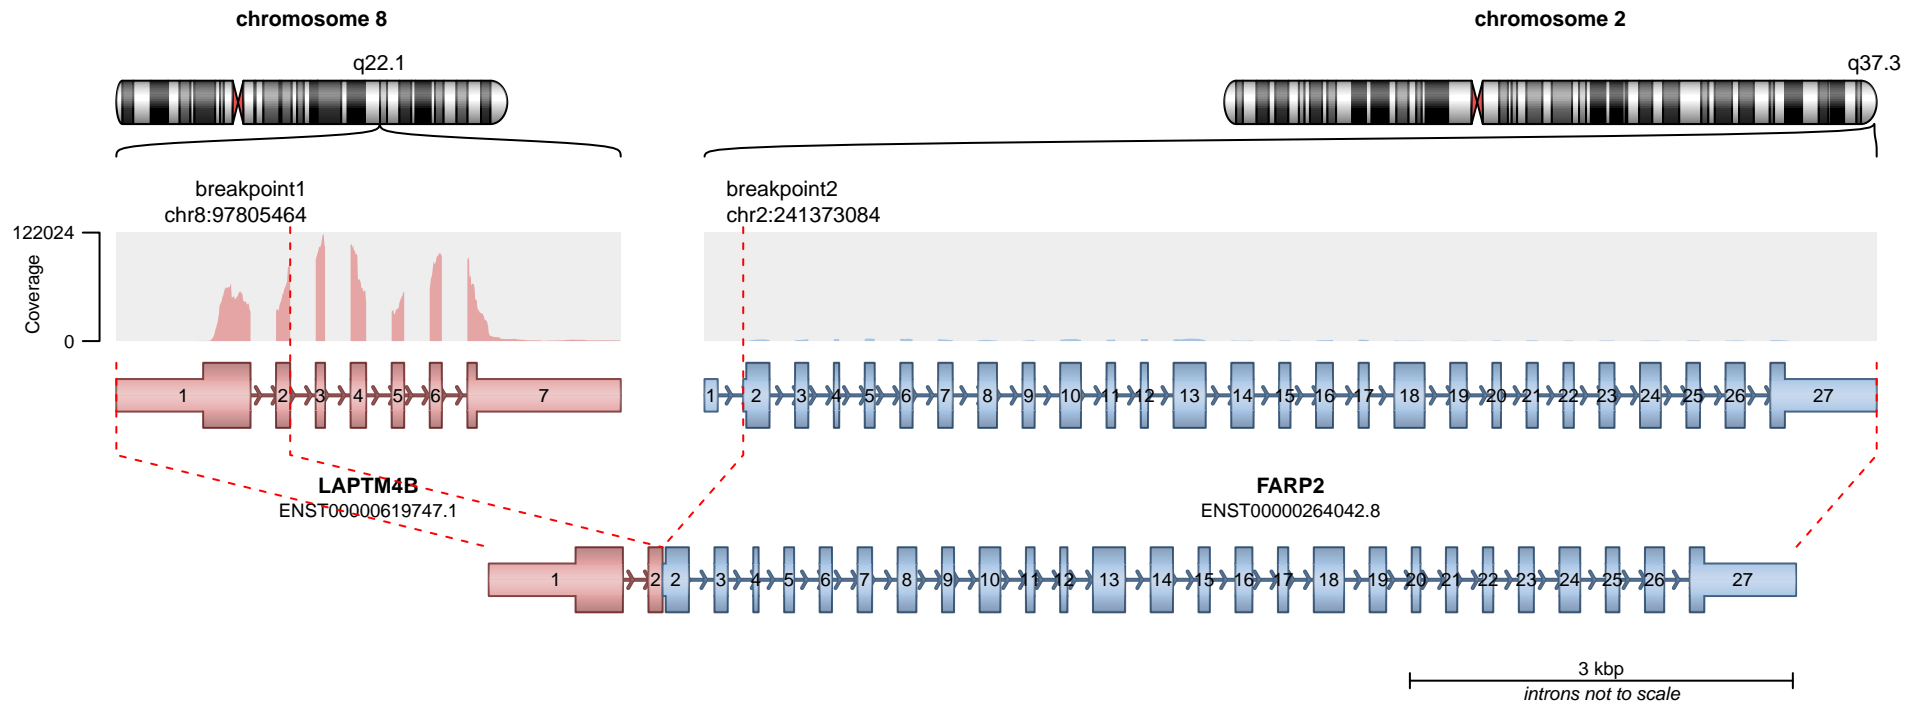 chromosome 8
chromosome 2
q22.1
q37.3
breakpoint1
chr8:97805464
breakpoint2
chr2:241373084
122024
Coverage
0
1 2 3 4 5 6 7
1 2 3 4 5 6 7 8 9 10 11 12 13 14 15 16 17 18 19 20 21 22 23 24 25 26 27
LAPTM4B
ENST00000619747.1
FARP2
ENST00000264042.8
1 2 2 3 4 5 6 7 8 9 10 11 12 13 14 15 16 17 18 19 20 21 22 23 24 25 26 27
3 kbp
introns not to scale